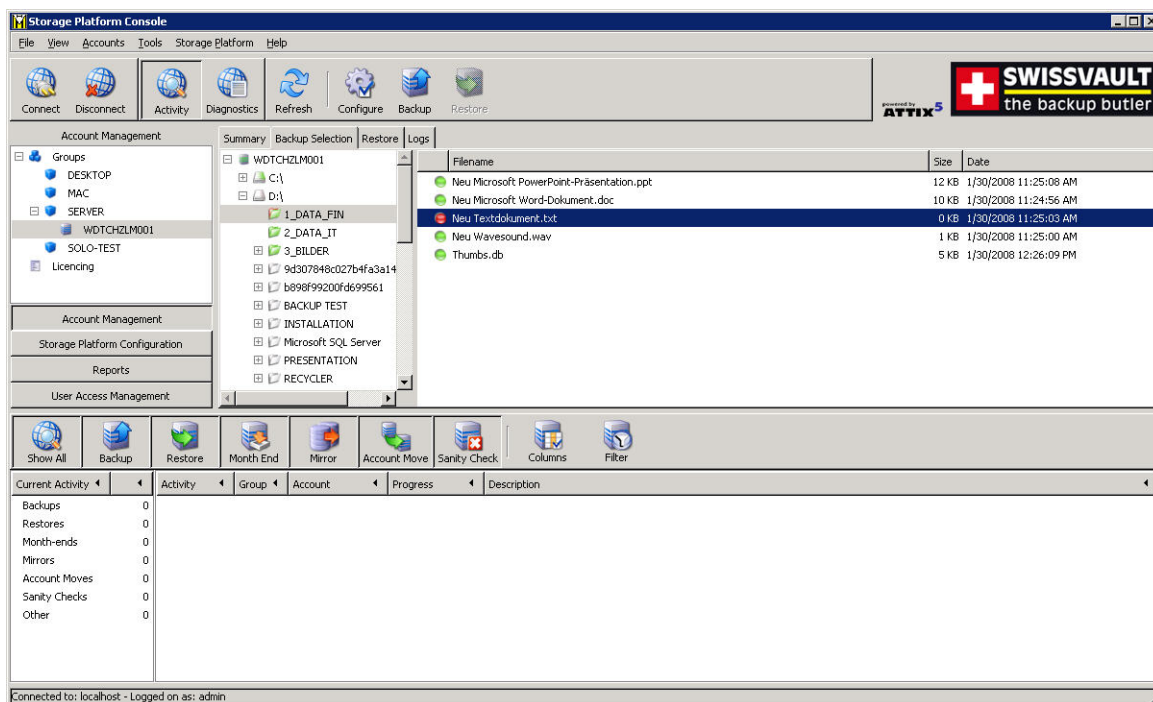 Storage Platform Console
File View Accounts Tools Storage Platform Help
Connect Disconnect Activity Diagnostics Refresh Configure Backup Restore
powered by
ATTIX5
SWISSVAULT
the backup butler
Account Management
Groups
DESKTOP
MAC
SERVER
WDTCHZLM001
SOLO-TEST
Licencing
Account Management
Storage Platform Configuration
Reports
User Access Management
Summary Backup Selection Restore Logs
WDTCHZLM001
C:\
D:\
1_DATA_FIN
2_DATA_IT
3_BILDER
9d307848c027b4fa3a14
b898f99200fd699561
BACKUP TEST
INSTALLATION
Microsoft SQL Server
PRESENTATION
RECYCLER
Filename Size Date
Neu Microsoft PowerPoint-Präsentation.ppt 12 KB 1/30/2008 11:25:08 AM
Neu Microsoft Word-Dokument.doc 10 KB 1/30/2008 11:24:56 AM
Neu Textdokument.txt 0 KB 1/30/2008 11:25:03 AM
Neu Wavesound.wav 1 KB 1/30/2008 11:25:00 AM
Thumbs.db 5 KB 1/30/2008 12:26:09 PM
Show All Backup Restore Month End Mirror Account Move Sanity Check Columns Filter
Current Activity Activity Group Account Progress Description
Backups 0
Restores 0
Month-ends 0
Mirrors 0
Account Moves 0
Sanity Checks 0
Other 0
Connected to: localhost - Logged on as: admin